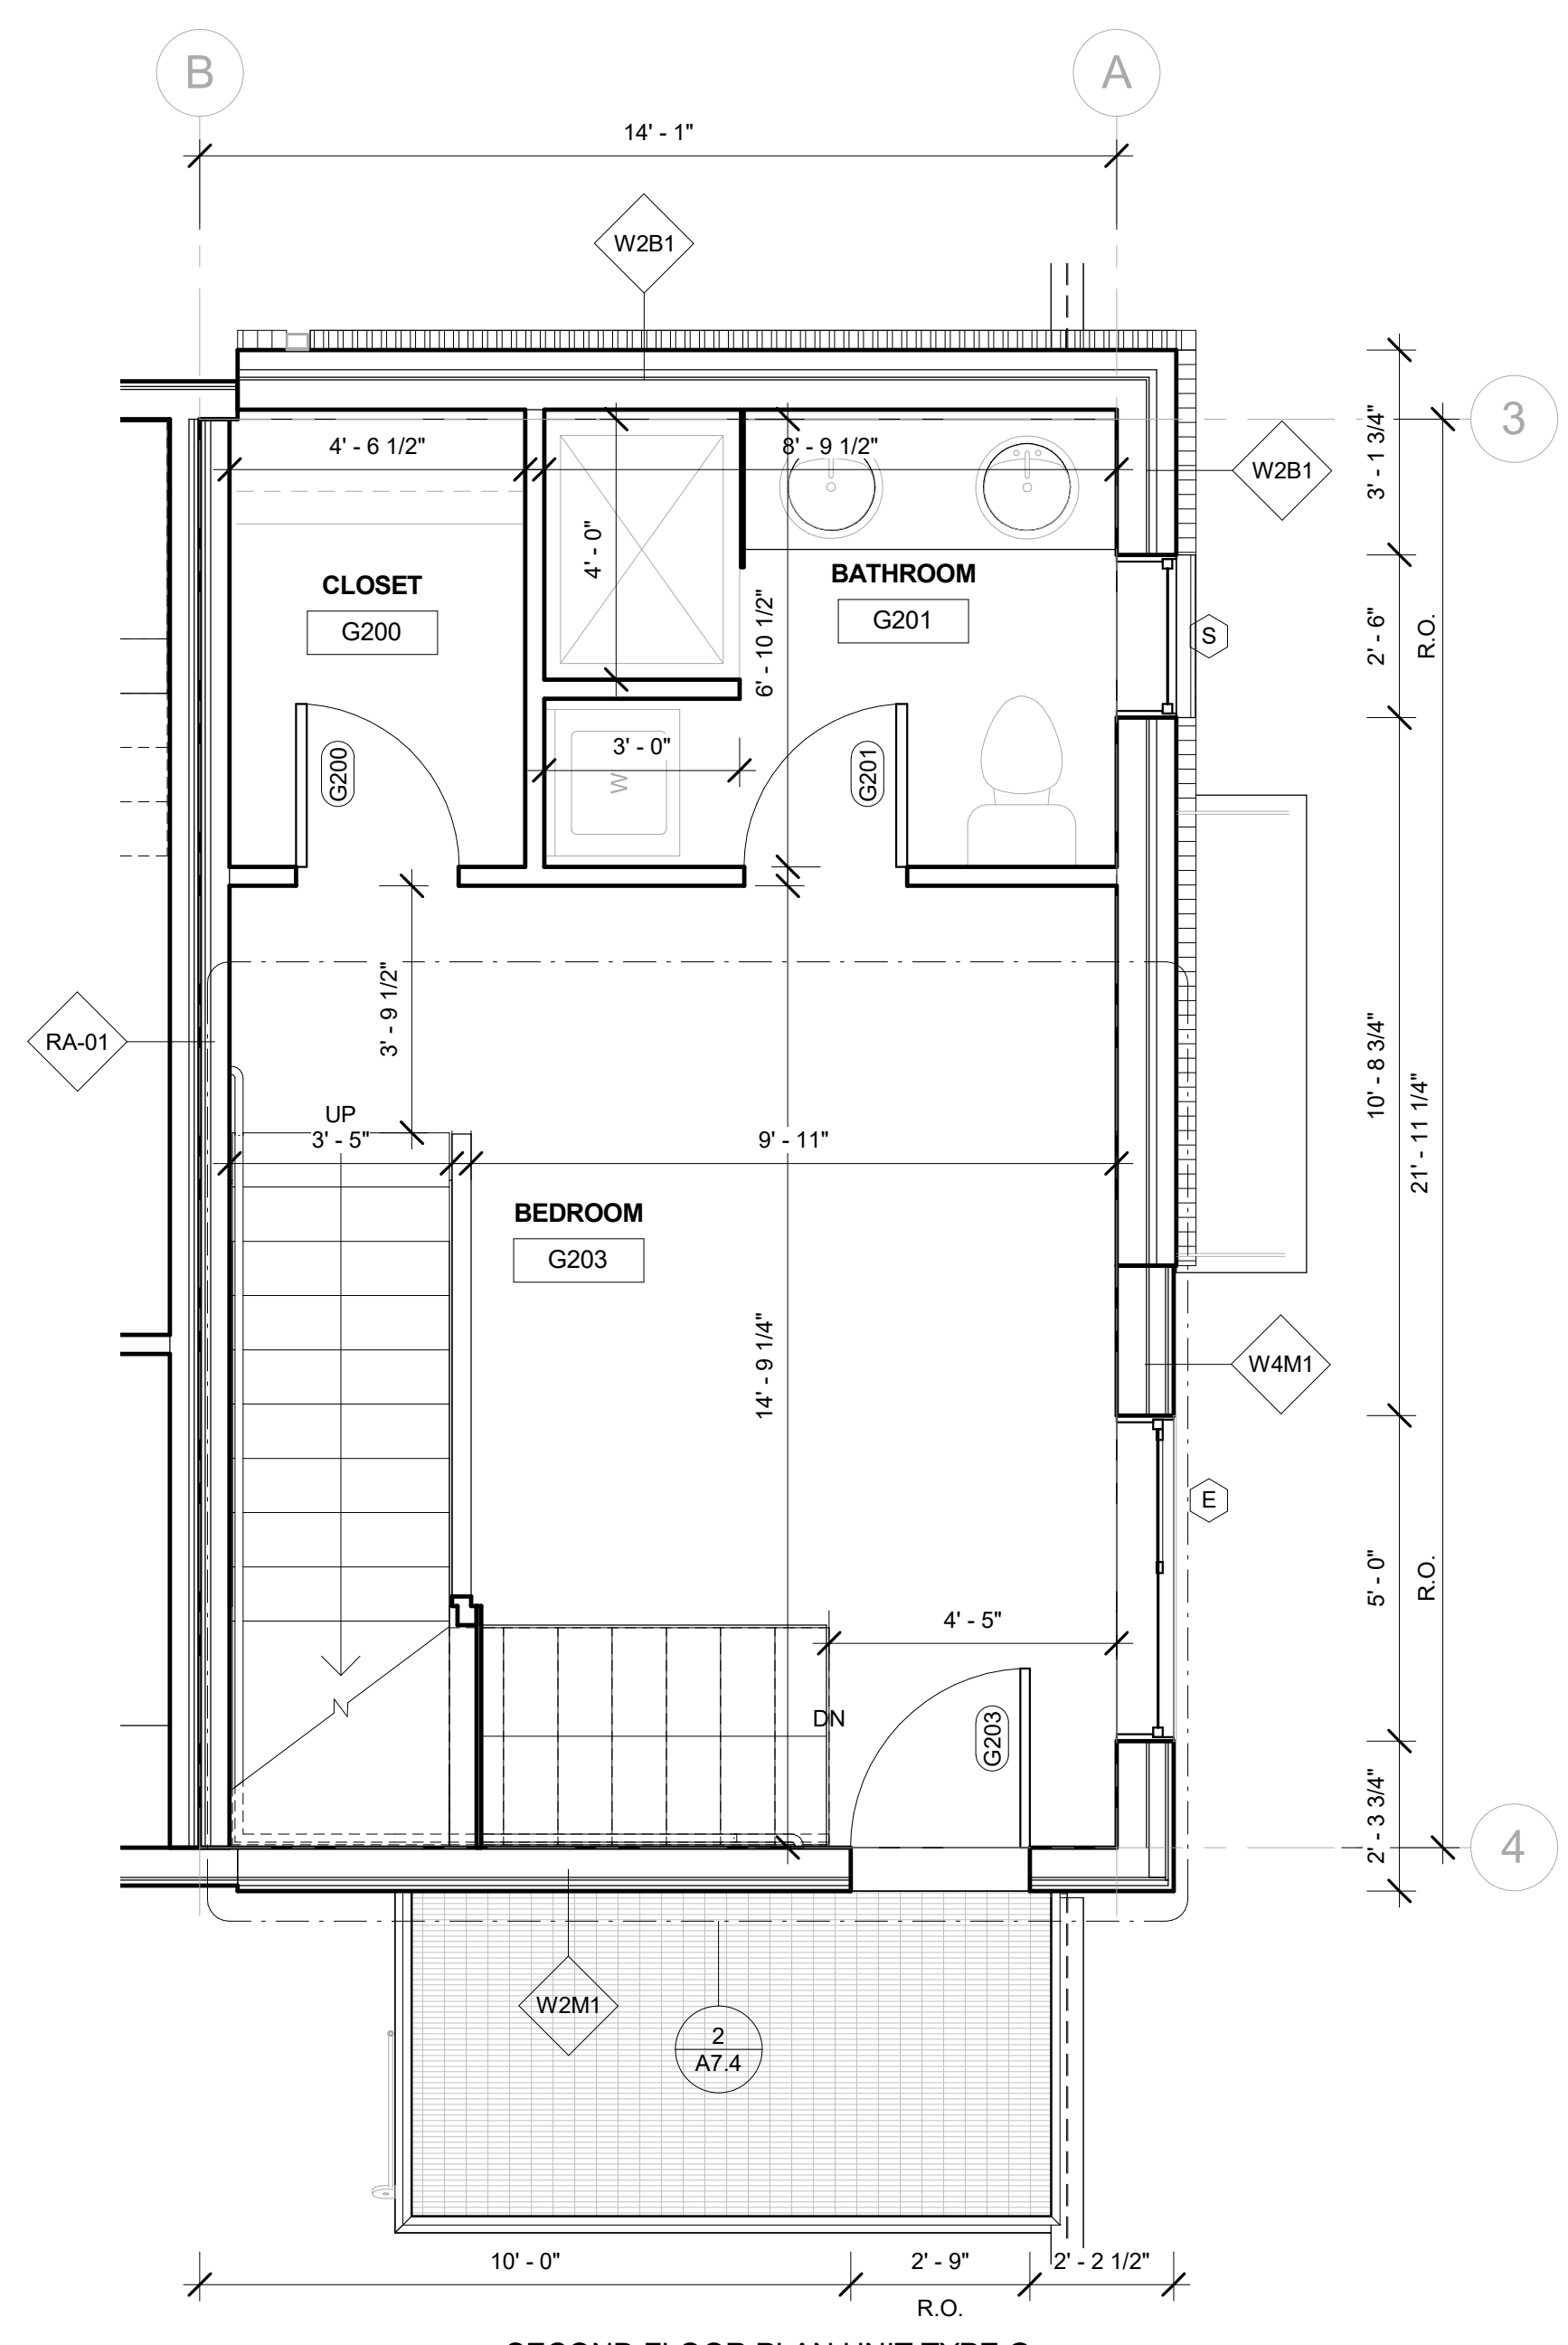 B
A
14' - 1"
W2B1
3
4' - 6 1/2"
8' - 9 1/2"
W2B1
3' - 1 3/4"
4' - 0"
CLOSET
G200
BATHROOM
G201
6' - 10 1/2"
S
2' - 6"
R.O.
3' - 0"
W
G200
G201
3' - 9 1/2"
RA-01
10' - 8 3/4"
21' - 11 1/4"
UP
3' - 5"
9' - 11"
BEDROOM
G203
14' - 9 1/4"
W4M1
E
5' - 0"
R.O.
4' - 5"
DN
G203
2' - 3 3/4"
4
W2M1
2
A7.4
10' - 0"
2' - 9"
2' - 2 1/2"
R.O.